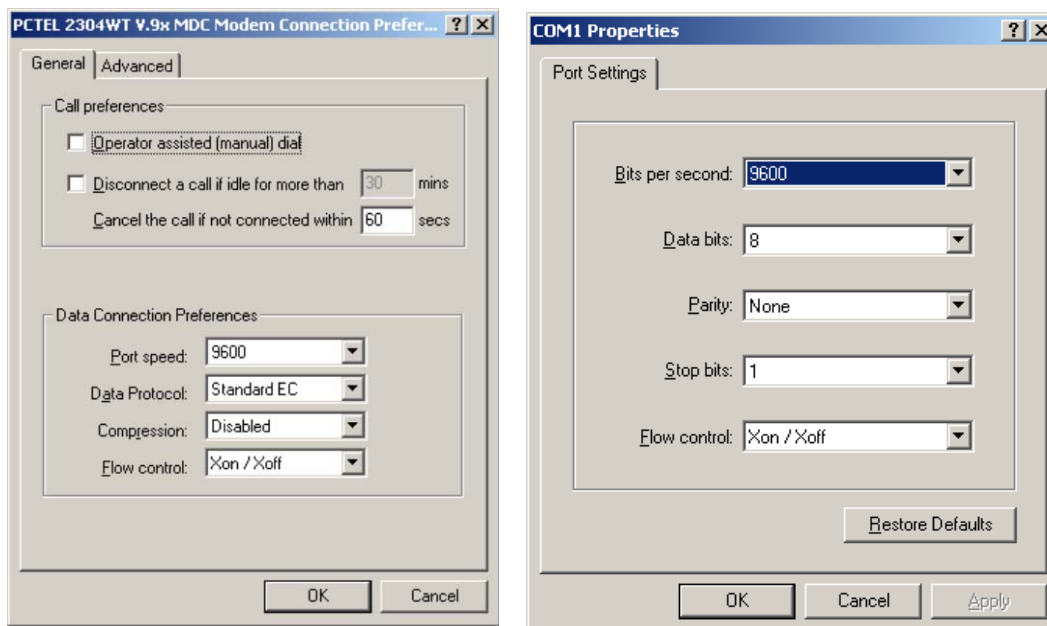 PCTEL 2304WT V.9x MDC Modem Connection Prefer... ? X
General Advanced
Call preferences
Operator assisted (manual) dial
Disconnect a call if idle for more than 30 mins
Cancel the call if not connected within 60 secs
Data Connection Preferences
Port speed: 9600
Data Protocol: Standard EC
Compression: Disabled
Flow control: Xon / Xoff
OK Cancel
COM1 Properties ? X
Port Settings
Bits per second: 9600
Data bits: 8
Parity: None
Stop bits: 1
Flow control: Xon / Xoff
Restore Defaults
OK Cancel Apply